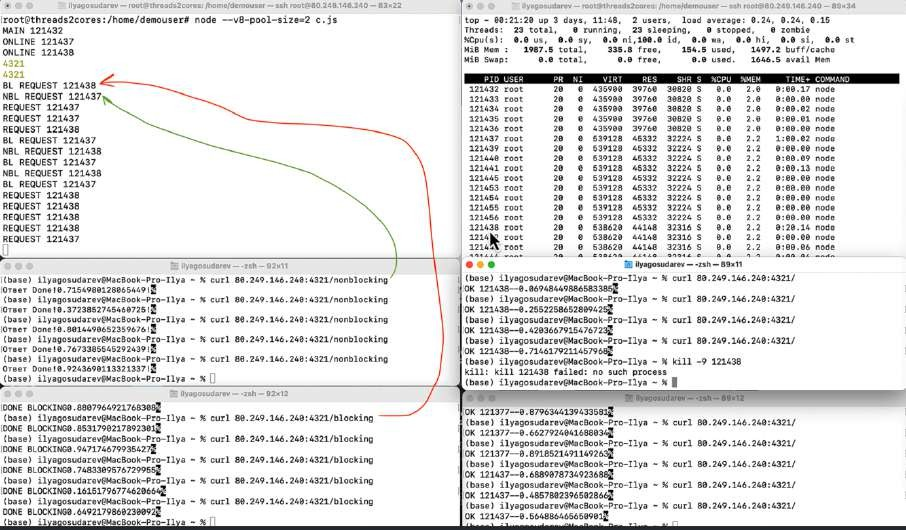 ilyagosudarev — root@threads2cores: /home/demouser — ssh root@80.249.146.240 — 83×22
root@threads2cores:/home/demouser# node --v8-pool-size=2 c.js
MAIN 121432
ONLINE 121437
ONLINE 121438
4321
4321
BL REQUEST 121438
NBL REQUEST 121437
REQUEST 121437
REQUEST 121437
REQUEST 121438
BL REQUEST 121437
NBL REQUEST 121438
BL REQUEST 121437
NBL REQUEST 121438
BL REQUEST 121437
REQUEST 121438
REQUEST 121438
REQUEST 121438
REQUEST 121437
ilyagosudarev — root@threads2cores: /home/demouser — ssh root@80.249.146.240 — 89×34
top - 00:21:20 up 3 days, 11:48, 2 users, load average: 0.24, 0.24, 0.15
Threads: 23 total, 0 running, 23 sleeping, 0 stopped, 0 zombie
%Cpu(s): 0.0 us, 0.0 sy, 0.0 ni,100.0 id, 0.0 wa, 0.0 hi, 0.0 si, 0.0 st
MiB Mem : 1987.5 total, 335.8 free, 154.5 used, 1497.2 buff/cache
MiB Swap: 0.0 total, 0.0 free, 0.0 used. 1646.5 avail Mem
PID USER PR NI VIRT RES SHR S %CPU %MEM TIME+ COMMAND
121432 root 20 0 435900 39760 30820 S 0.0 2.0 0:00.17 node
121433 root 20 0 435900 39760 30820 S 0.0 2.0 0:00.00 node
121434 root 20 0 435900 39760 30820 S 0.0 2.0 0:00.02 node
121435 root 20 0 435900 39760 30820 S 0.0 2.0 0:00.01 node
121436 root 20 0 435900 39760 30820 S 0.0 2.0 0:00.00 node
121437 root 20 0 539128 45332 32224 S 0.0 2.2 1:00.02 node
121439 root 20 0 539128 45332 32224 S 0.0 2.2 0:00.00 node
121440 root 20 0 539128 45332 32224 S 0.0 2.2 0:00.09 node
121441 root 20 0 539128 45332 32224 S 0.0 2.2 0:00.13 node
121445 root 20 0 539128 45332 32224 S 0.0 2.2 0:00.00 node
121453 root 20 0 539128 45332 32224 S 0.0 2.2 0:00.00 node
121454 root 20 0 539128 45332 32224 S 0.0 2.2 0:00.00 node
121455 root 20 0 539128 45332 32224 S 0.0 2.2 0:00.00 node
121456 root 20 0 539128 45332 32224 S 0.0 2.2 0:00.00 node
121438 root 20 0 538620 44148 32316 S 0.0 2.2 0:20.14 node
root 20 0 538620 44148 32316 S 0.0 2.2 0:00.00 node
root 20 0 538620 44148 32316 S 0.0 2.2 0:00.06 node
ilyagosudarev — -zsh — 92×11
(base) ilyagosudarev@MacBook-Pro-Ilya ~ % curl 80.249.146.240:4321/nonblocking
Ответ Done!0.7154980128065449!%
(base) ilyagosudarev@MacBook-Pro-Ilya ~ % curl 80.249.146.240:4321/nonblocking
Ответ Done!0.3723852745460725!%
(base) ilyagosudarev@MacBook-Pro-Ilya ~ % curl 80.249.146.240:4321/nonblocking
Ответ Done!0.8014490652359676!%
(base) ilyagosudarev@MacBook-Pro-Ilya ~ % curl 80.249.146.240:4321/nonblocking
Ответ Done!0.7673385545292439!%
(base) ilyagosudarev@MacBook-Pro-Ilya ~ % curl 80.249.146.240:4321/nonblocking
Ответ Done!0.9243690113321337!%
(base) ilyagosudarev@MacBook-Pro-Ilya ~ %
ilyagosudarev — -zsh — 89×11
(base) ilyagosudarev@MacBook-Pro-Ilya ~ % curl 80.249.146.240:4321/
OK 121438--0.06948449886583385%
(base) ilyagosudarev@MacBook-Pro-Ilya ~ % curl 80.249.146.240:4321/
OK 121438--0.2552258652809425%
(base) ilyagosudarev@MacBook-Pro-Ilya ~ % curl 80.249.146.240:4321/
OK 121438--0.4203667915476723%
(base) ilyagosudarev@MacBook-Pro-Ilya ~ % curl 80.249.146.240:4321/
OK 121438--0.7146179211457968%
(base) ilyagosudarev@MacBook-Pro-Ilya ~ % kill -9 121438
kill: kill 121438 failed: no such process
(base) ilyagosudarev@MacBook-Pro-Ilya ~ %
ilyagosudarev — -zsh — 92×12
DONE BLOCKING0.8807964921768308%
(base) ilyagosudarev@MacBook-Pro-Ilya ~ % curl 80.249.146.240:4321/blocking
DONE BLOCKING0.8531790217892301%
(base) ilyagosudarev@MacBook-Pro-Ilya ~ % curl 80.249.146.240:4321/blocking
DONE BLOCKING0.947174679935427%
(base) ilyagosudarev@MacBook-Pro-Ilya ~ % curl 80.249.146.240:4321/blocking
DONE BLOCKING0.7483309576729955%
(base) ilyagosudarev@MacBook-Pro-Ilya ~ % curl 80.249.146.240:4321/blocking
DONE BLOCKING0.16151796774620664%
(base) ilyagosudarev@MacBook-Pro-Ilya ~ % curl 80.249.146.240:4321/blocking
DONE BLOCKING0.6492179860230092%
(base) ilyagosudarev@MacBook-Pro-Ilya ~ %
ilyagosudarev — -zsh — 89×12
OK 121377--0.8796344139433581%
(base) ilyagosudarev@MacBook-Pro-Ilya ~ % curl 80.249.146.240:4321/
OK 121377--0.6627924041688034%
(base) ilyagosudarev@MacBook-Pro-Ilya ~ % curl 80.249.146.240:4321/
OK 121377--0.8918521491149263%
(base) ilyagosudarev@MacBook-Pro-Ilya ~ % curl 80.249.146.240:4321/
OK 121377--0.6889078734923688%
(base) ilyagosudarev@MacBook-Pro-Ilya ~ % curl 80.249.146.240:4321/
OK 121437--0.4857802396502866%
(base) ilyagosudarev@MacBook-Pro-Ilya ~ % curl 80.249.146.240:4321/
OK 121437--0.564886465650901%
(base) ilyagosudarev@MacBook-Pro-Ilya ~ %